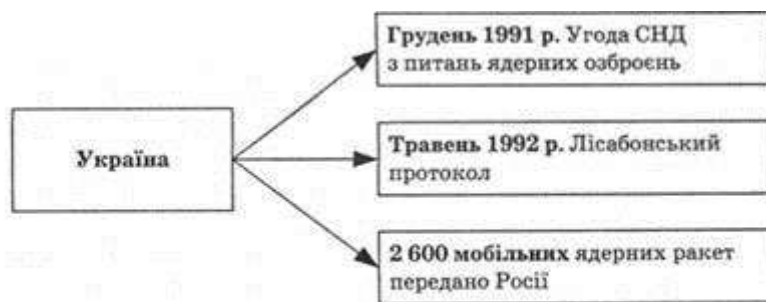 Україна
Грудень 1991 р. Угода СНД
з питань ядерних озброєнь
Травень 1992 р. Лісабонський
протокол
2 600 мобільних ядерних ракет
передано Росії